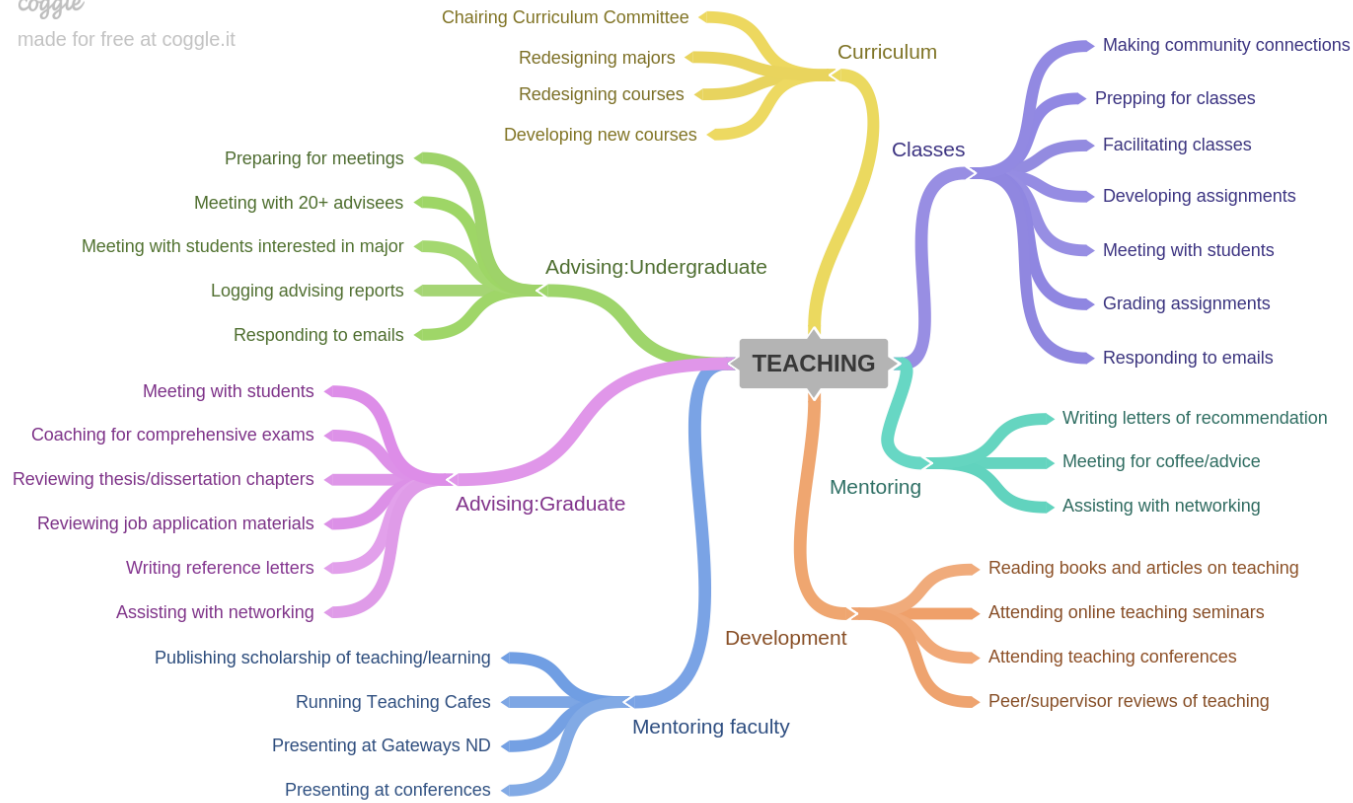 coggle
made for free at coggle.it
TEACHING
Curriculum
Chairing Curriculum Committee
Redesigning majors
Redesigning courses
Developing new courses
Classes
Making community connections
Prepping for classes
Facilitating classes
Developing assignments
Meeting with students
Grading assignments
Responding to emails
Mentoring
Writing letters of recommendation
Meeting for coffee/advice
Assisting with networking
Development
Reading books and articles on teaching
Attending online teaching seminars
Attending teaching conferences
Peer/supervisor reviews of teaching
Advising:Undergraduate
Preparing for meetings
Meeting with 20+ advisees
Meeting with students interested in major
Logging advising reports
Responding to emails
Advising:Graduate
Meeting with students
Coaching for comprehensive exams
Reviewing thesis/dissertation chapters
Reviewing job application materials
Writing reference letters
Assisting with networking
Mentoring faculty
Publishing scholarship of teaching/learning
Running Teaching Cafes
Presenting at Gateways ND
Presenting at conferences